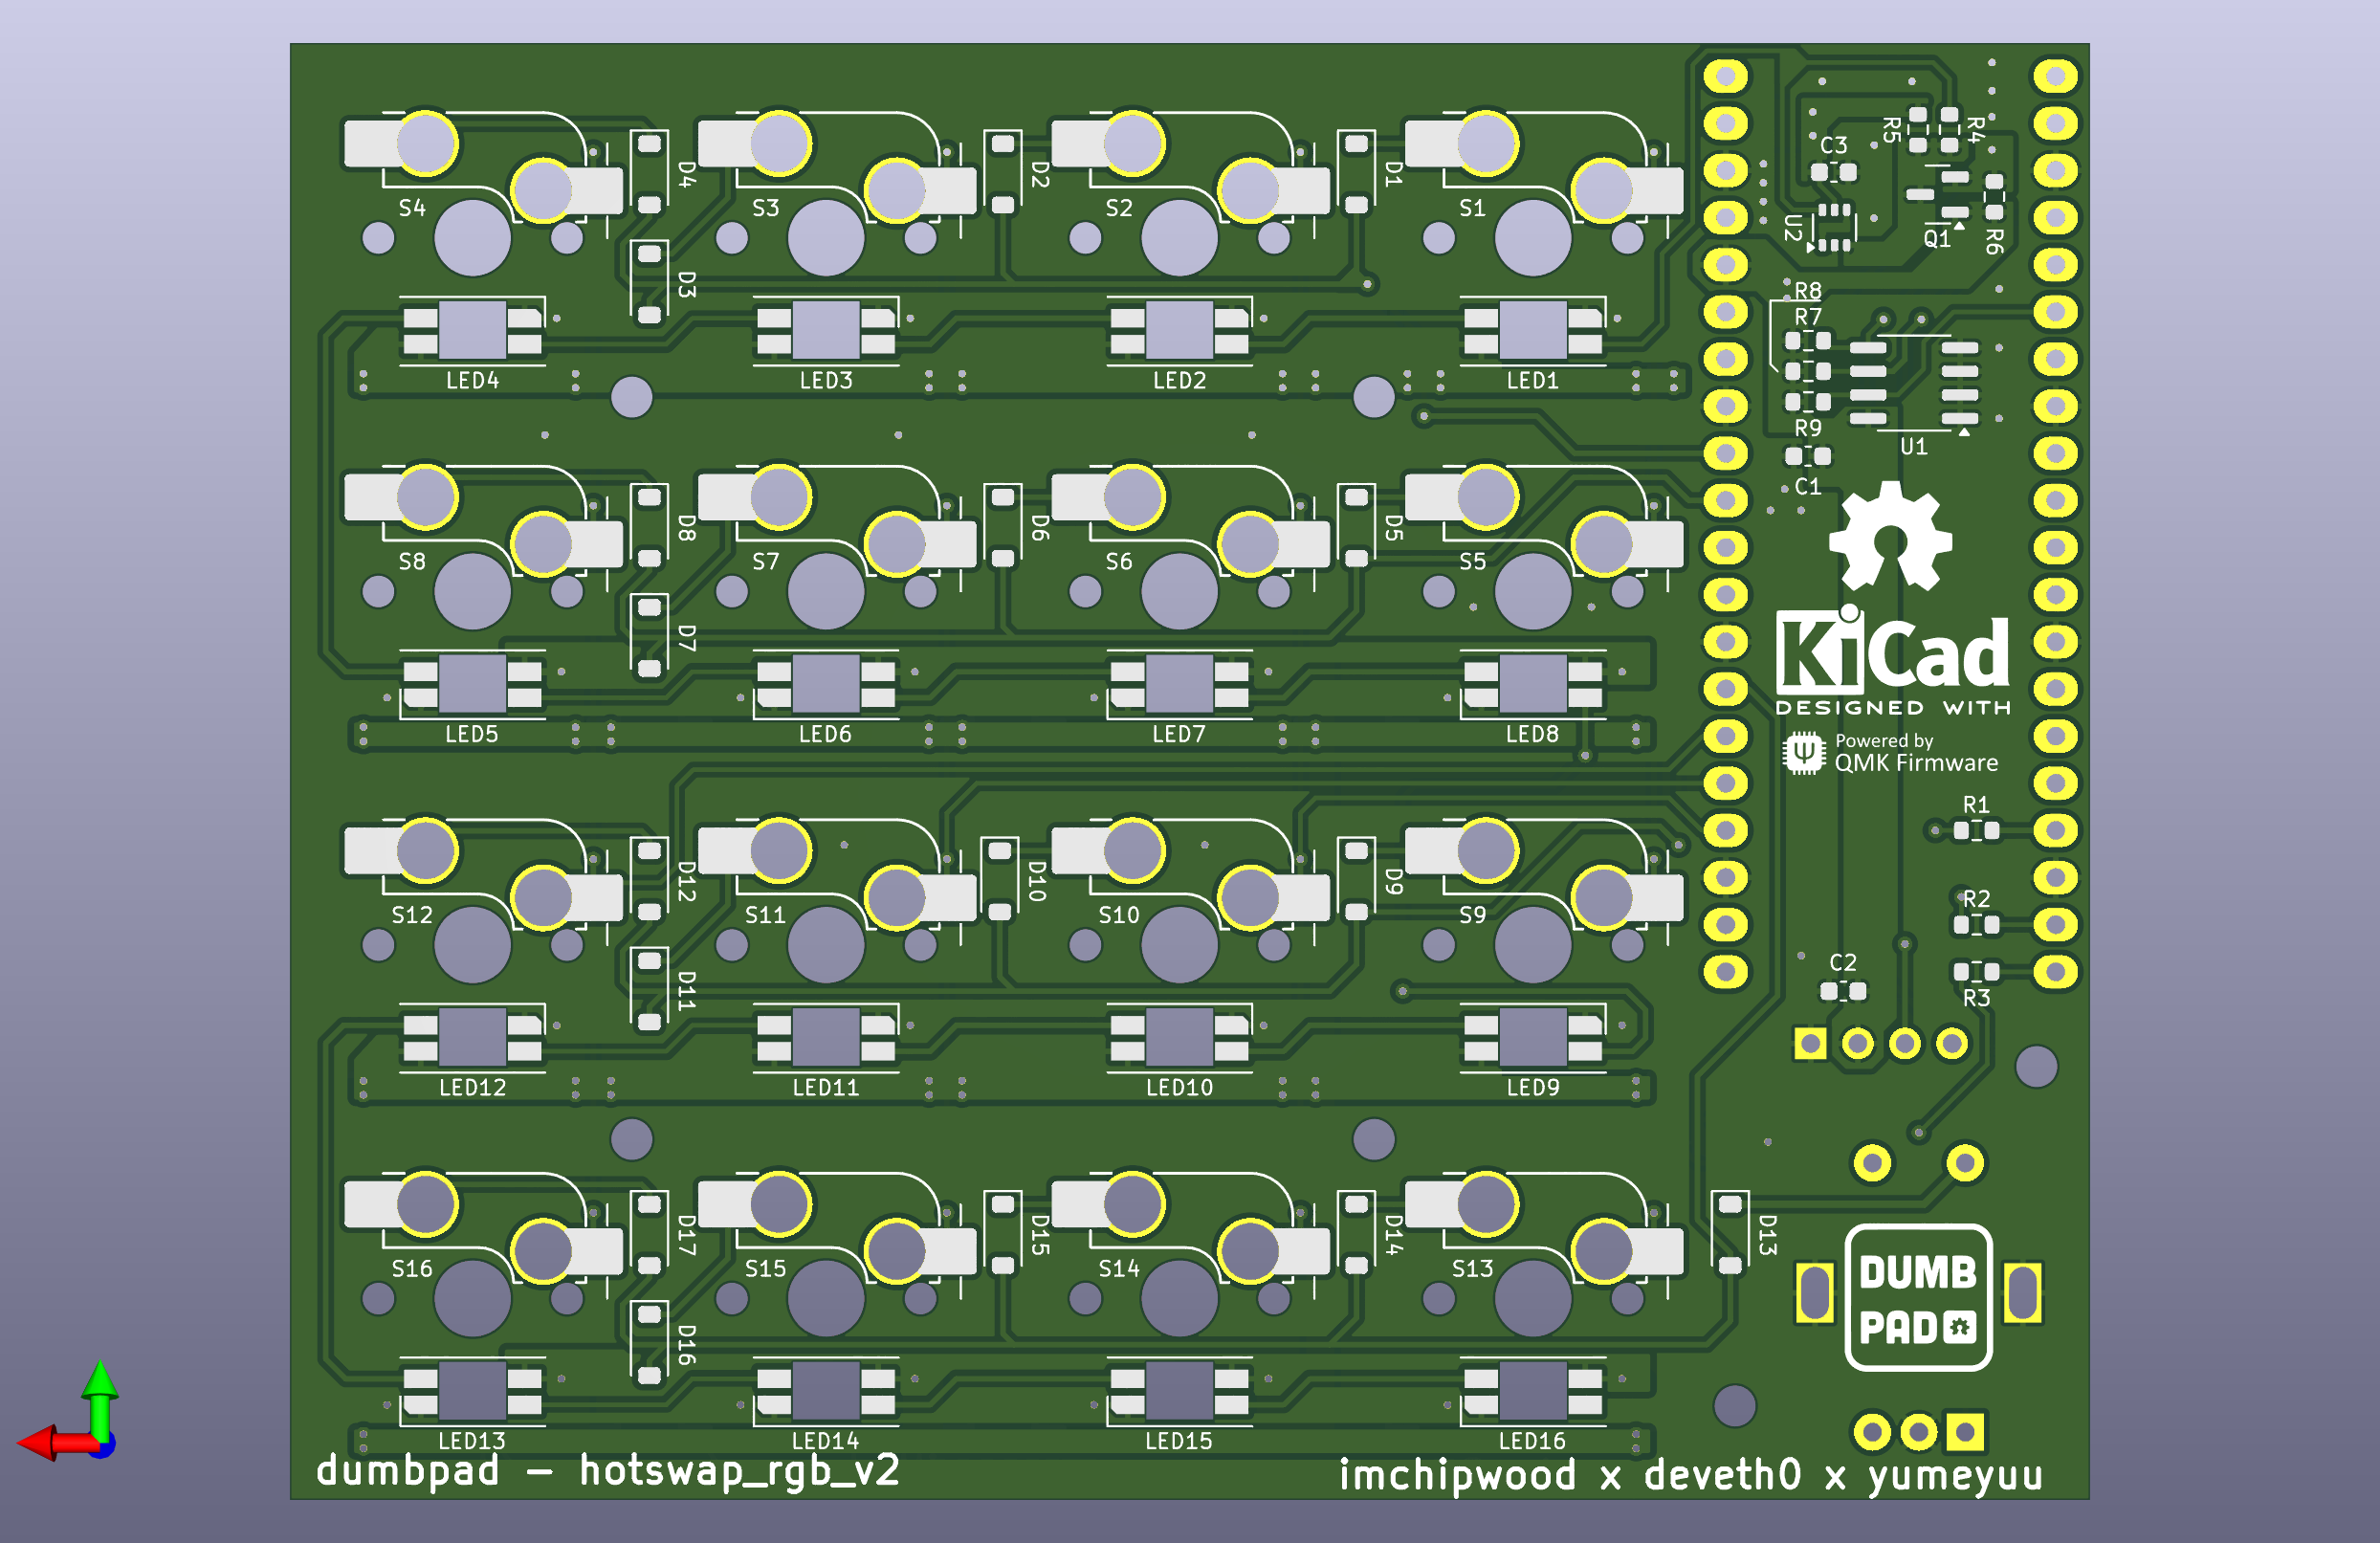 C3
R5
R4
D4
D2
D1
S4
S3
S2
S1
U2
Q1
R6
D3
R8
R7
LED4
LED3
LED2
LED1
R9
U1
C1
D8
D6
D5
S8
S7
S6
S5
D7
KiCad
DESIGNED WITH
LED5
LED6
LED7
LED8
Powered by
QMK Firmware
R1
D12
D10
D9
R2
S12
S11
S10
S9
C2
D11
R3
LED12
LED11
LED10
LED9
D17
D15
D14
D13
S16
S15
S14
S13
DUMB
PAD
D16
LED13
LED14
LED15
LED16
dumbpad - hotswap_rgb_v2
imchipwood x deveth0 x yumeyuu